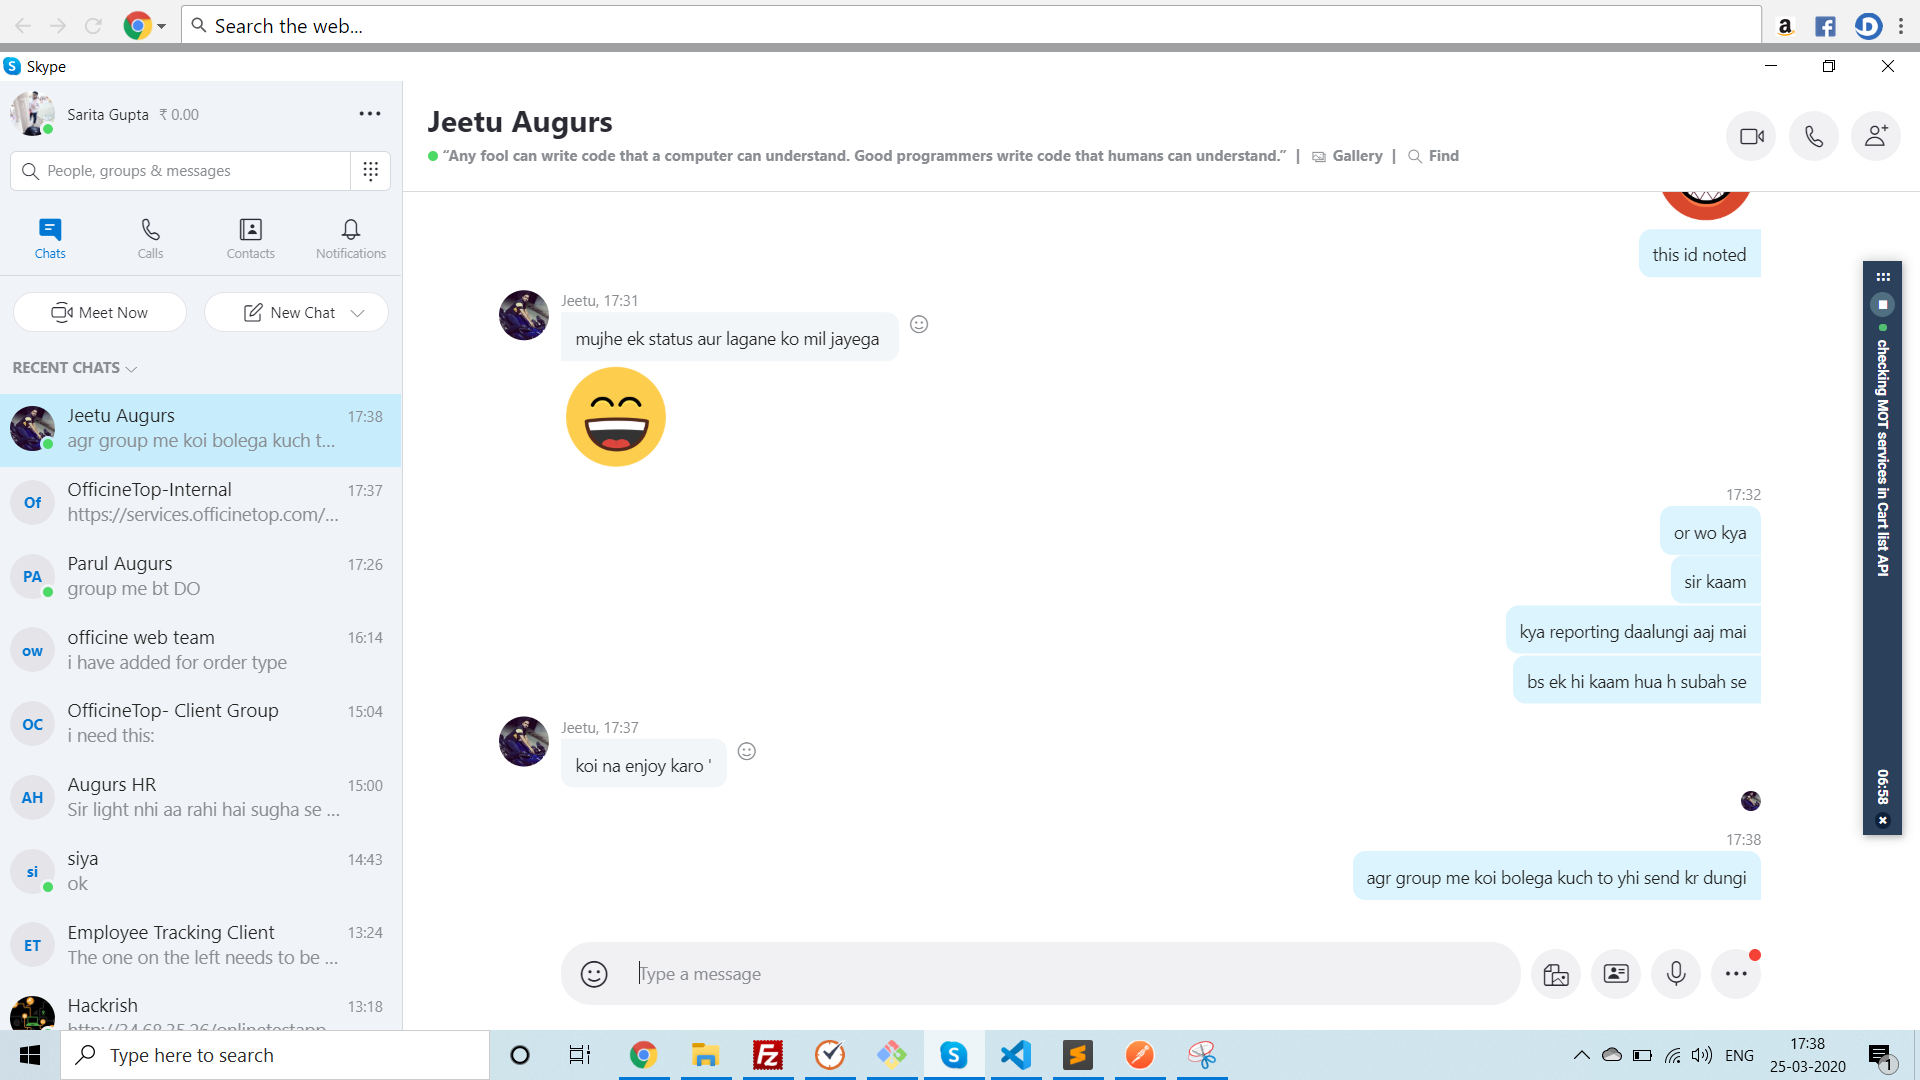 Search the web...
Skype
Sarita Gupta ₹ 0.00
People, groups & messages
Chats
Calls
Contacts
Notifications
Meet Now
New Chat
RECENT CHATS
Jeetu Augurs 17:38
agr group me koi bolega kuch t...
Of
OfficineTop-Internal 17:37
https://services.officinetop.com/...
PA
Parul Augurs 17:26
group me bt DO
ow
officine web team 16:14
i have added for order type
OC
OfficineTop- Client Group 15:04
i need this:
AH
Augurs HR 15:00
Sir light nhi aa rahi hai sugha se ...
si
siya 14:43
ok
ET
Employee Tracking Client 13:24
The one on the left needs to be ...
Hackrish 13:18
http://34.68.35.26/onlinetestapp
Jeetu Augurs
“Any fool can write code that a computer can understand. Good programmers write code that humans can understand.” | Gallery | Find
this id noted
Jeetu, 17:31
mujhe ek status aur lagane ko mil jayega
17:32
or wo kya
sir kaam
kya reporting daalungi aaj mai
bs ek hi kaam hua h subah se
Jeetu, 17:37
koi na enjoy karo '
17:38
agr group me koi bolega kuch to yhi send kr dungi
Type a message
checking MOT services in Cart list API
06:58
Type here to search
ENG
17:38
25-03-2020
1